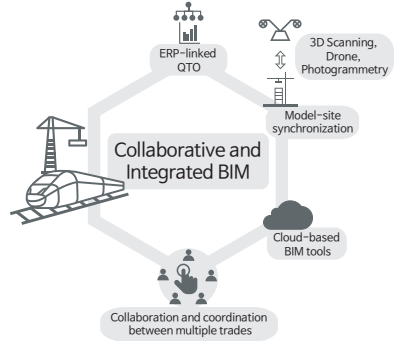 ERP-linked
QTO
3D Scanning,
Drone,
Photogrammetry
Model-site
synchronization
Collaborative and
Integrated BIM
Cloud-based
BIM tools
Collaboration and coordination
between multiple trades